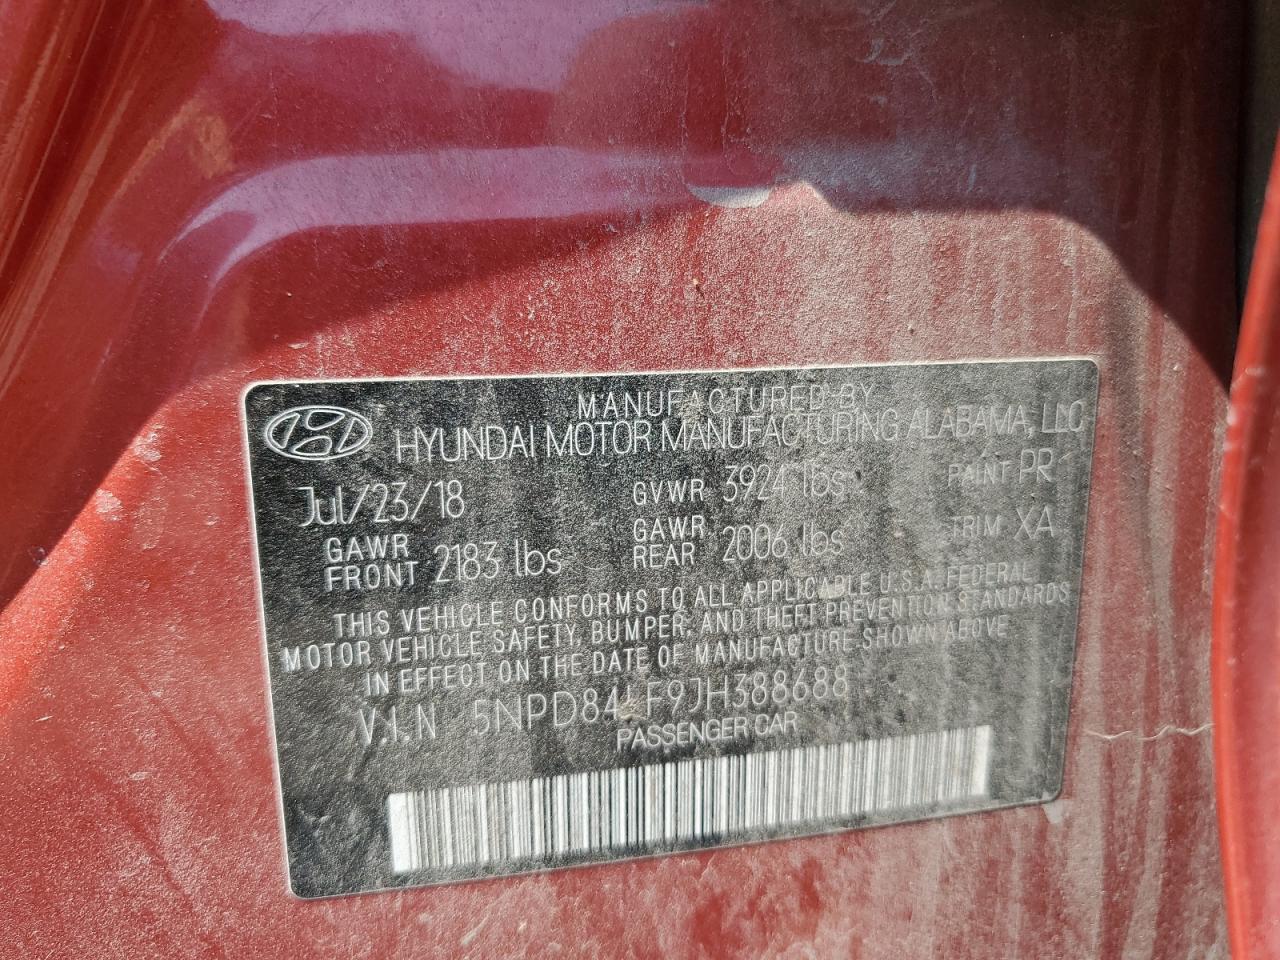 MANUFACTURED BY
HYUNDAI MOTOR MANUFACTURING ALABAMA, LLC
Jul/23/18 GVWR 3924 lbs PAINT PR
GAWR FRONT 2183 lbs GAWR REAR 2006 lbs TRIM XA
THIS VEHICLE CONFORMS TO ALL APPLICABLE U.S.A. FEDERAL
MOTOR VEHICLE SAFETY, BUMPER, AND THEFT PREVENTION STANDARDS
IN EFFECT ON THE DATE OF MANUFACTURE SHOWN ABOVE
V.I.N 5NPD84LF9JH388688
PASSENGER CAR